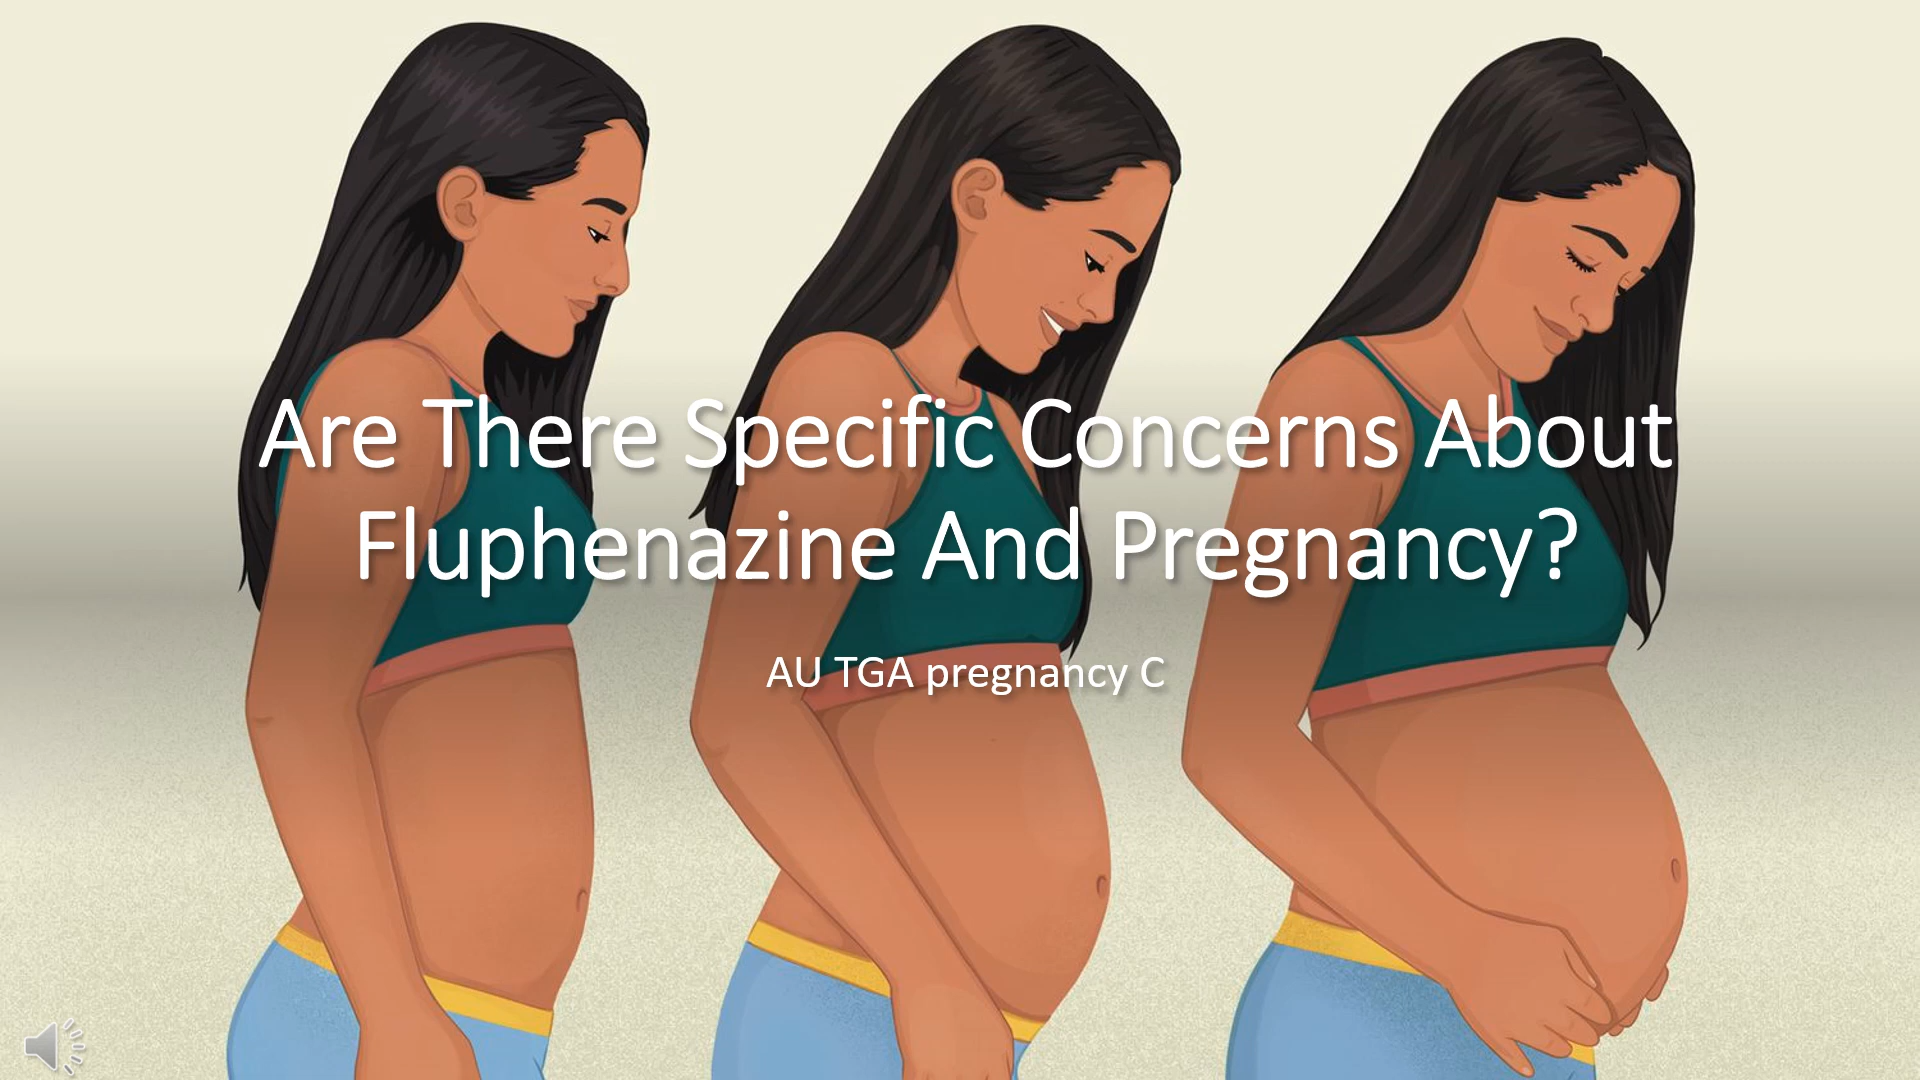 Are There Specific Concerns About
Fluphenazine And Pregnancy?
AU TGA pregnancy C